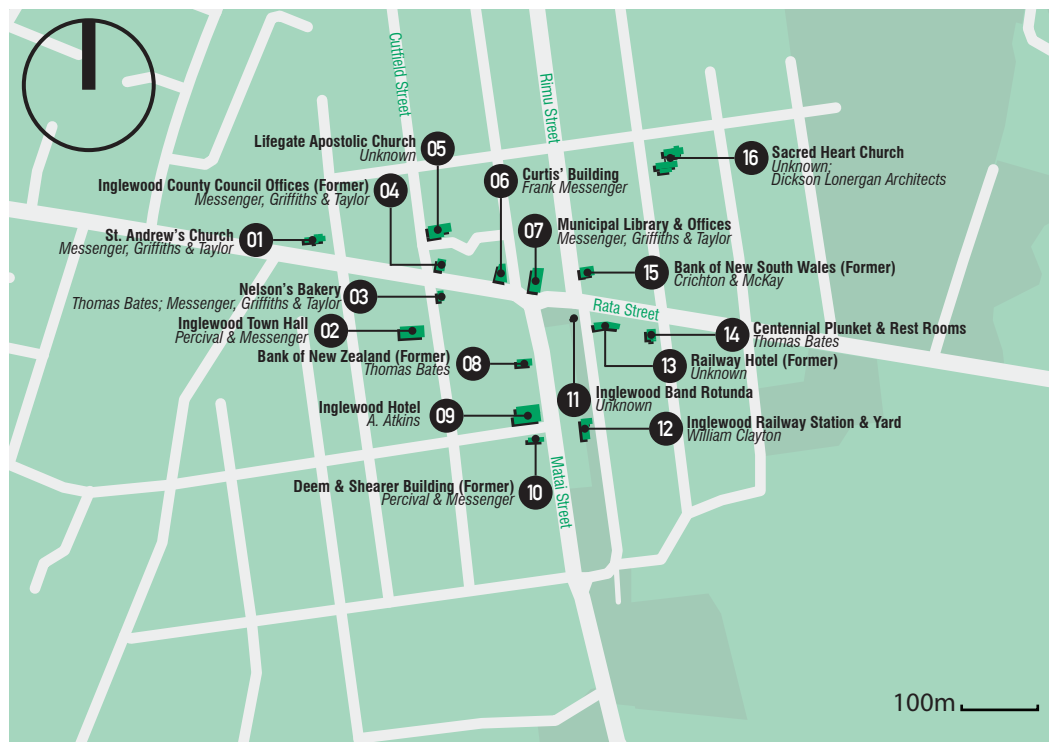 Cutfield Street
Rimu Street
Lifegate Apostolic Church
Unknown
05
Inglewood County Council Offices (Former)
Messenger, Griffiths & Taylor
04
06
Curtis' Building
Frank Messenger
16
Sacred Heart Church
Unknown;
Dickson Lonergan Architects
St. Andrew's Church
Messenger, Griffiths & Taylor
01
07
Municipal Library & Offices
Messenger, Griffiths & Taylor
15
Bank of New South Wales (Former)
Crichton & McKay
Nelson's Bakery
Thomas Bates; Messenger, Griffiths & Taylor
03
Rata Street
Inglewood Town Hall
Percival & Messenger
02
14
Centennial Plunket & Rest Rooms
Thomas Bates
Bank of New Zealand (Former)
Thomas Bates
08
13
Railway Hotel (Former)
Unknown
11
Inglewood Band Rotunda
Unknown
Inglewood Hotel
A. Atkins
09
12
Inglewood Railway Station & Yard
William Clayton
Matai Street
Deem & Shearer Building (Former)
Percival & Messenger
10
100m